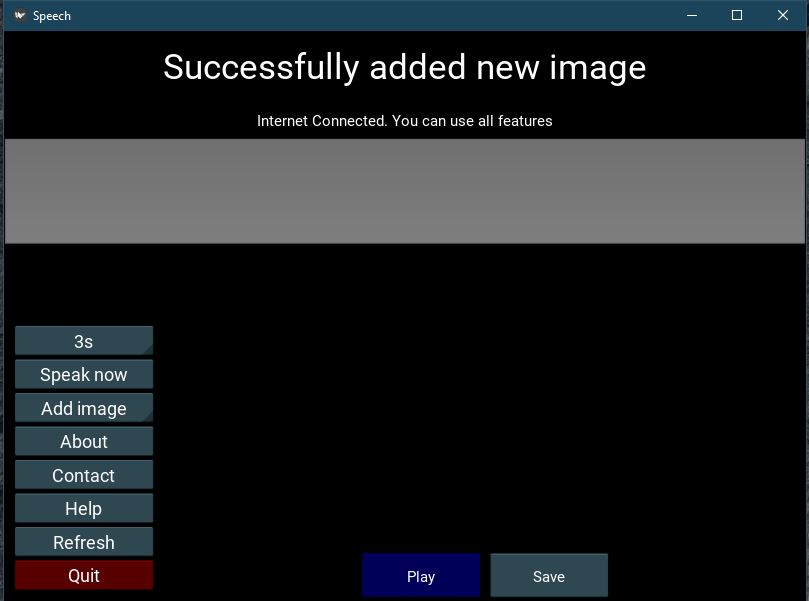 Speech
Successfully added new image
Internet Connected. You can use all features
3s
Speak now
Add image
About
Contact
Help
Refresh
Quit
Play
Save